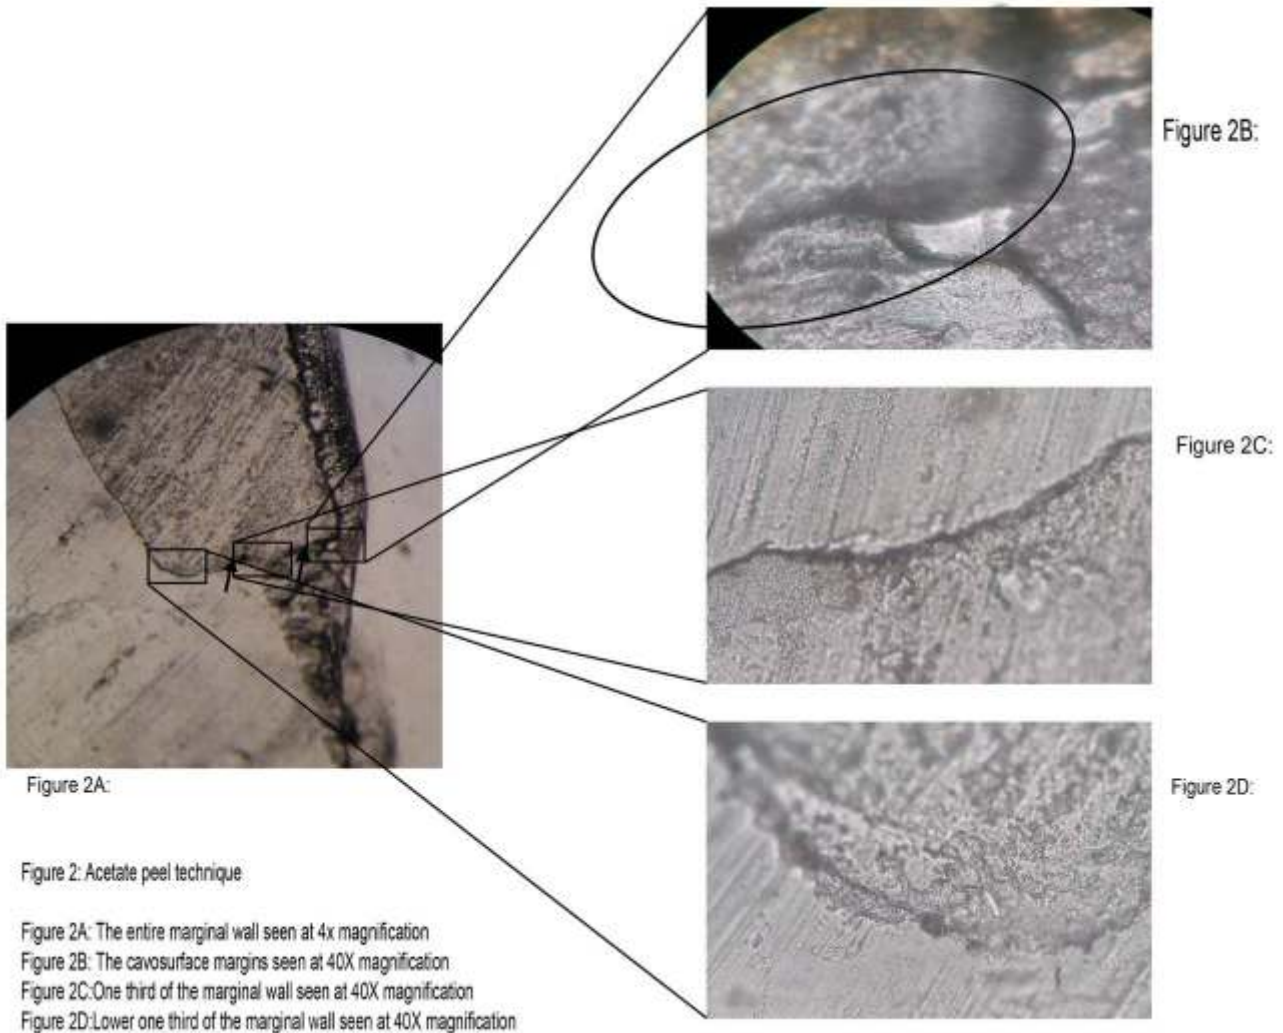 Figure 2B:
Figure 2C:
Figure 2D:
Figure 2A:
Figure 2: Acetate peel technique
Figure 2A: The entire marginal wall seen at 4x magnification
Figure 2B: The cavosurface margins seen at 40X magnification
Figure 2C:One third of the marginal wall seen at 40X magnification
Figure 2D:Lower one third of the marginal wall seen at 40X magnification